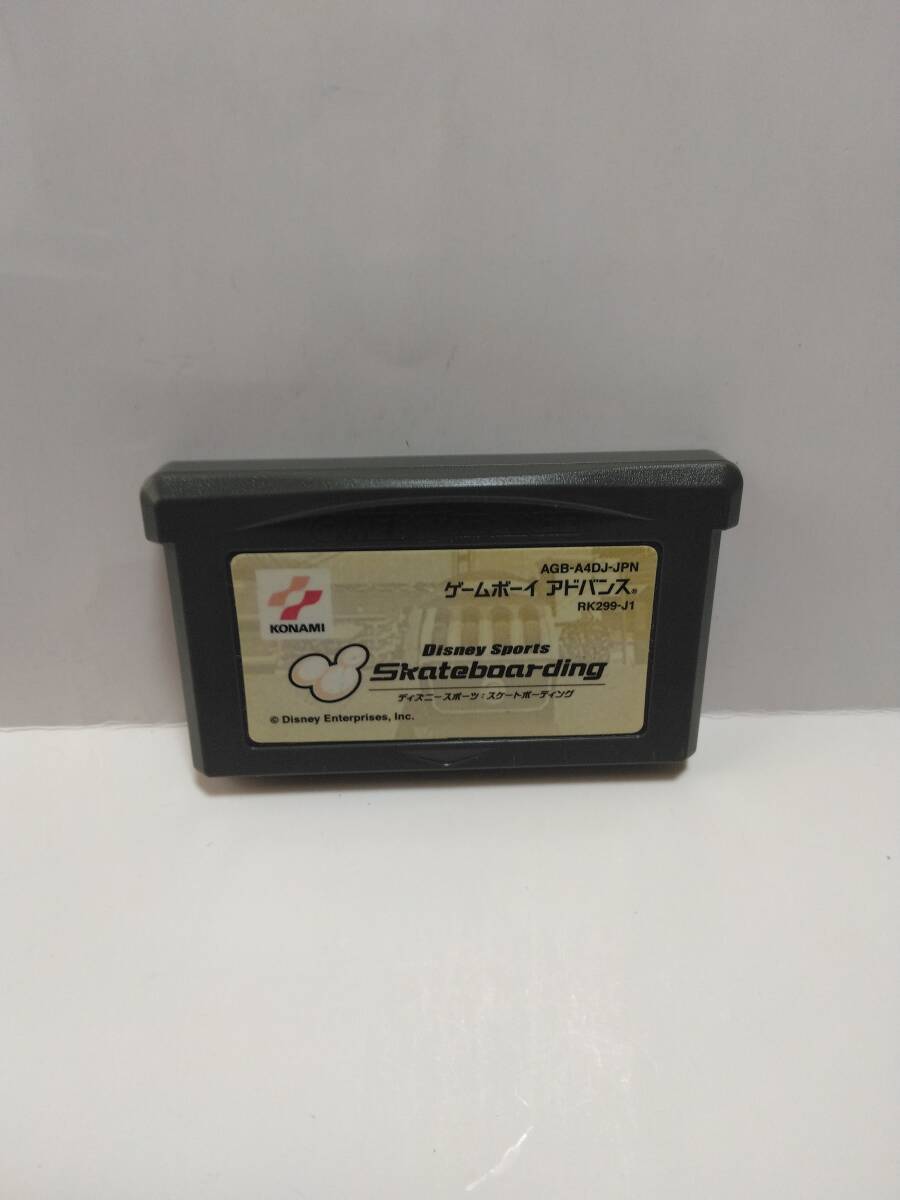 AGB-A4DJ-JPN
ゲームボーイ アドバンス®
RK299-J1
KONAMI
Disney Sports
Skateboarding
ディズニースポーツ：スケートボーディング
© Disney Enterprises, Inc.